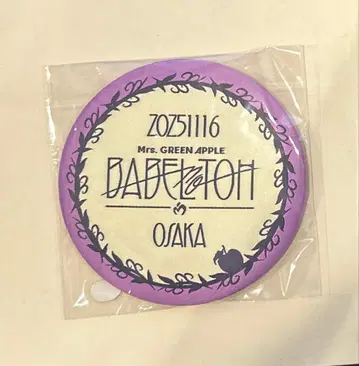 20251116
Mrs. GREEN APPLE
BABEL no TOH
OSAKA